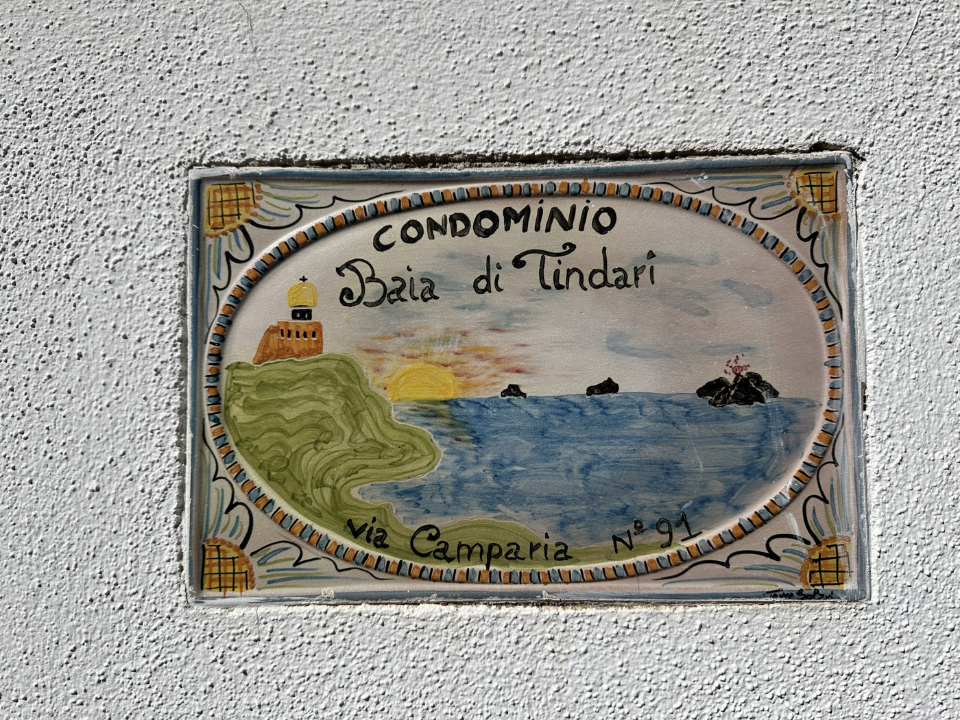 CONDOMINIO
Baia di Tindari
via Camparia N° 91